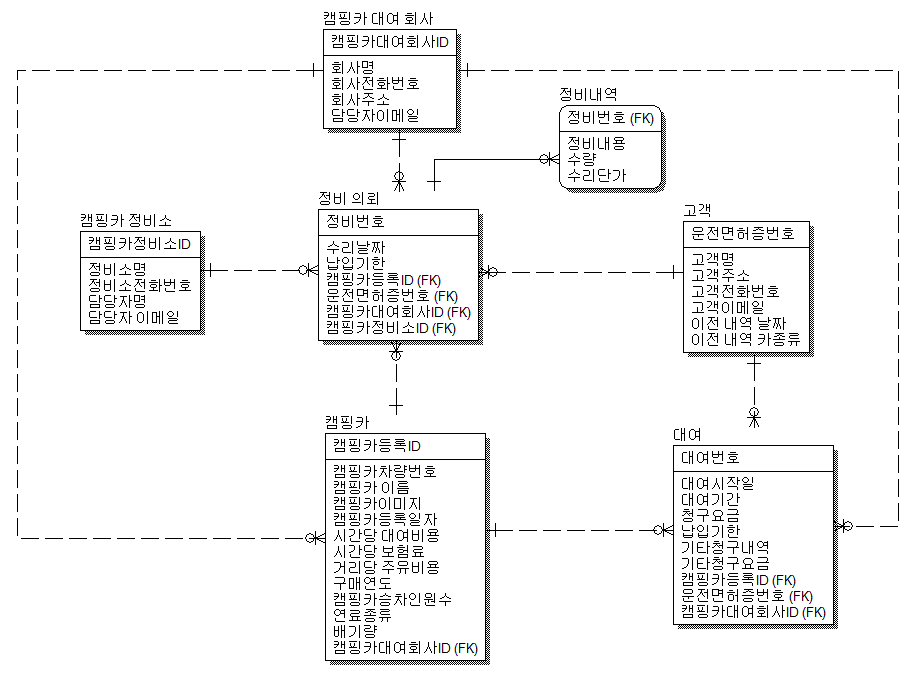 캠핑카 대여 회사
캠핑카대여회사ID
회사명
회사전화번호
회사주소
담당자이메일
정비내역
정비번호 (FK)
정비내용
수량
수리단가
정비 의뢰
정비번호
수리날짜
납입기한
캠핑카등록ID (FK)
운전면허증번호 (FK)
캠핑카대여회사ID (FK)
캠핑카정비소ID (FK)
캠핑카 정비소
캠핑카정비소ID
정비소명
정비소전화번호
담당자명
담당자 이메일
고객
운전면허증번호
고객명
고객주소
고객전화번호
고객이메일
이전 내역 날짜
이전 내역 카종류
캠핑카
캠핑카등록ID
캠핑카차량번호
캠핑카 이름
캠핑카이미지
캠핑카등록일자
시간당 대여비용
시간당 보험료
거리당 주유비용
구매연도
캠핑카승차인원수
연료종류
배기량
캠핑카대여회사ID (FK)
대여
대여번호
대여시작일
대여기간
청구요금
납입기한
기타청구내역
기타청구요금
캠핑카등록ID (FK)
운전면허증번호 (FK)
캠핑카대여회사ID (FK)